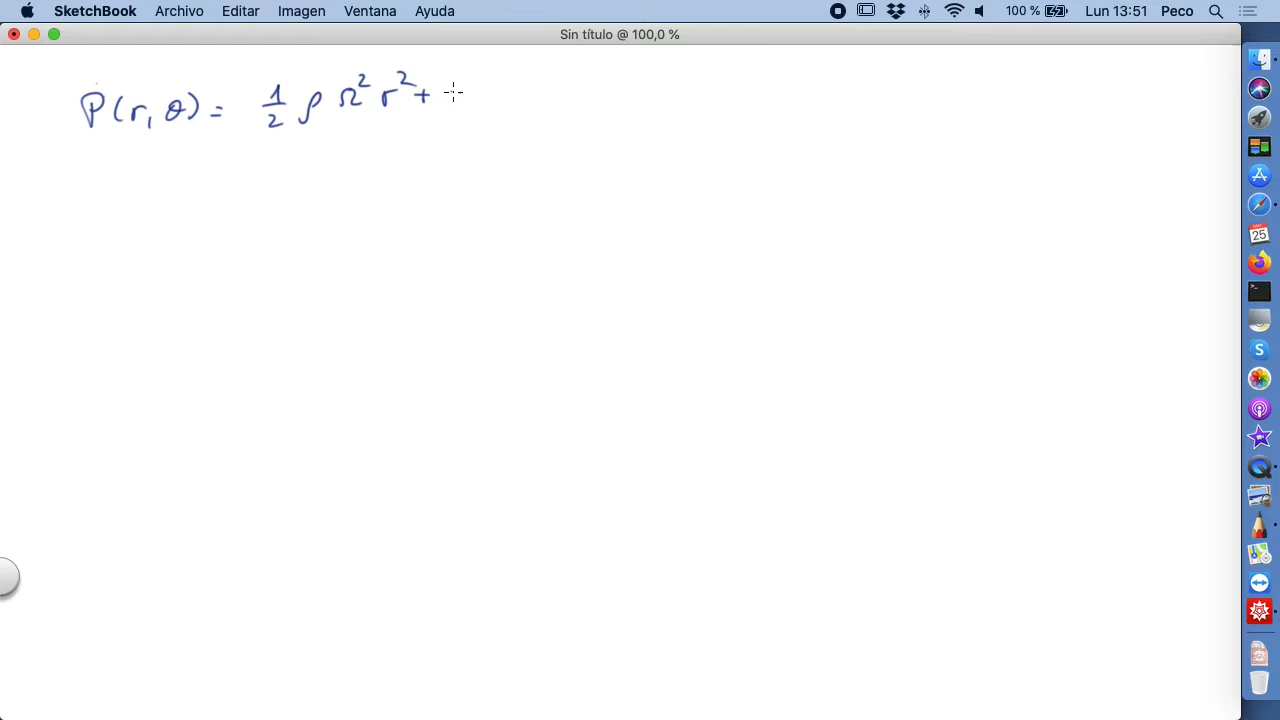 SketchBook Archivo Editar Imagen Ventana Ayuda 100 % Lun 13:51 Peco
Sin título @ 100,0 %
P(r, θ) = 1/2 ρ Ω² r² +
25